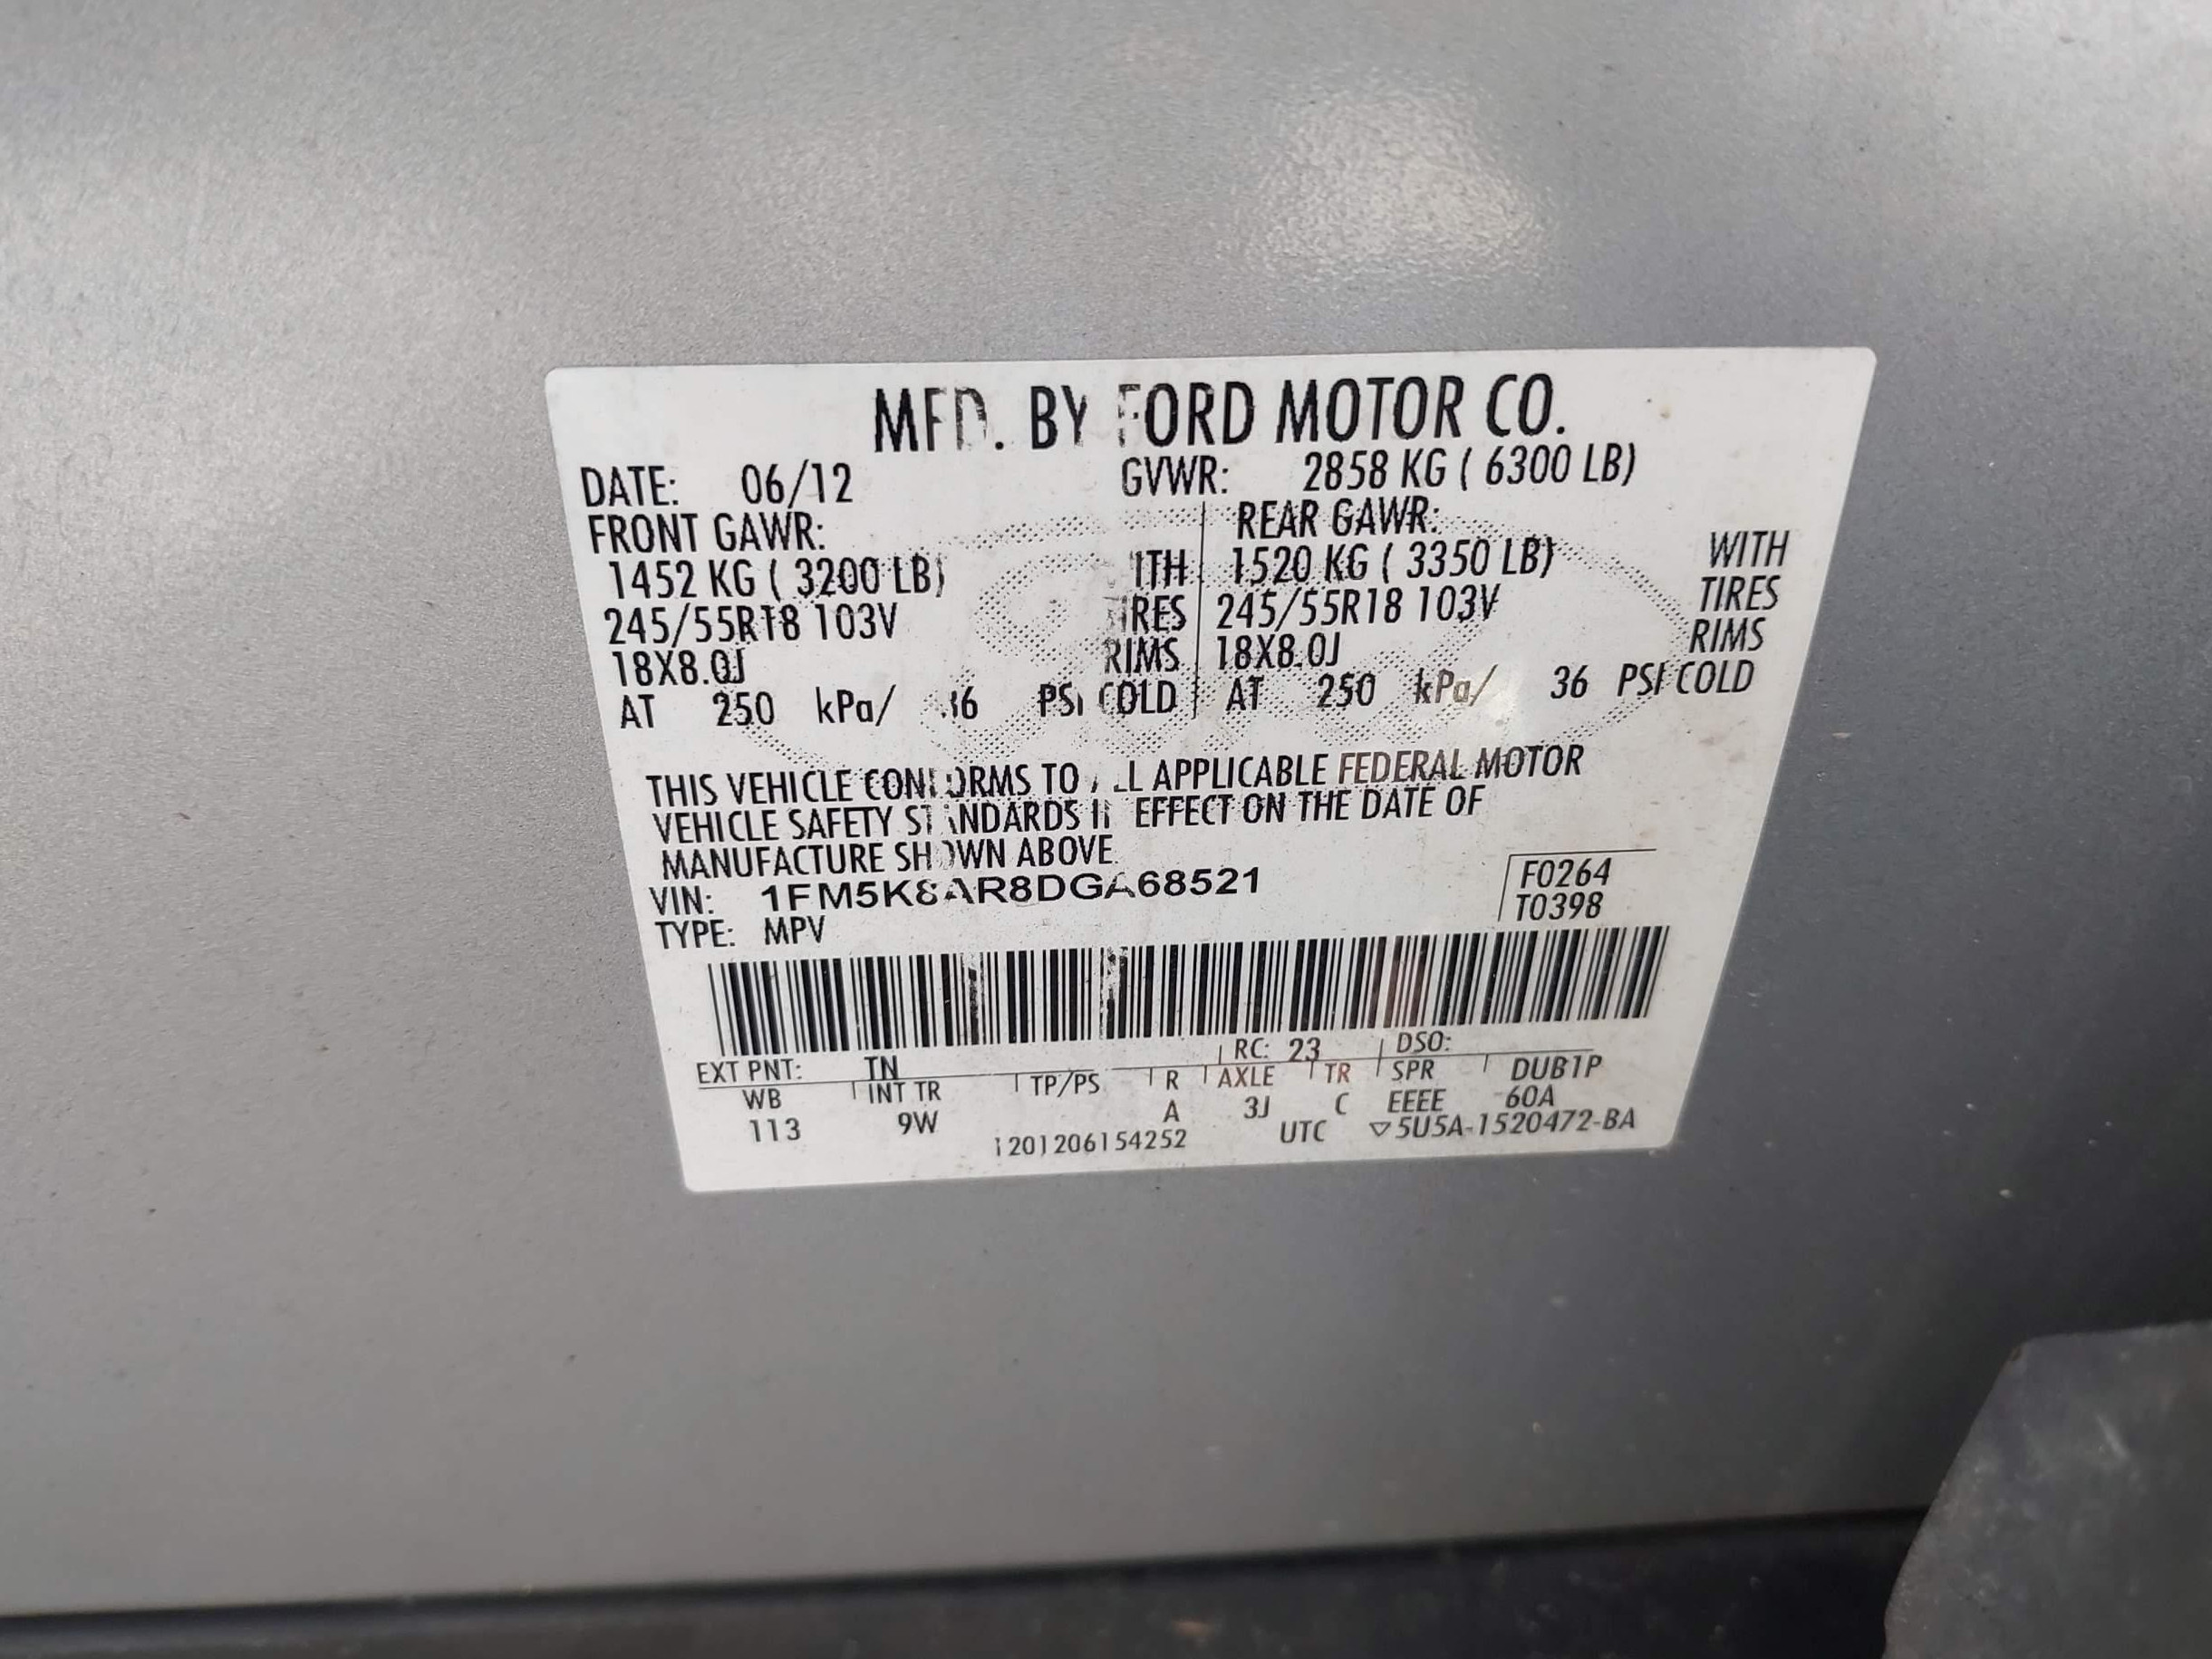 MFD. BY FORD MOTOR CO.
DATE: 06/12 GVWR: 2858 KG ( 6300 LB)
FRONT GAWR: REAR GAWR:
1452 KG ( 3200 LB) WITH 1520 KG ( 3350 LB) WITH
245/55R18 103V TIRES 245/55R18 103V TIRES
18X8.0J RIMS 18X8.0J RIMS
AT 250 kPa/ 36 PSI COLD AT 250 kPa/ 36 PSI COLD
THIS VEHICLE CONFORMS TO ALL APPLICABLE FEDERAL MOTOR
VEHICLE SAFETY STANDARDS IN EFFECT ON THE DATE OF
MANUFACTURE SHOWN ABOVE.
VIN: 1FM5K8AR8DGA68521 F0264
TYPE: MPV T0398
EXT PNT: TN RC: 23 DSO:
WB INT TR TP/PS R AXLE TR SPR DUB1P
113 9W A 3J C EEEE 60A
1201206154252 UTC ▽5U5A-1520472-BA